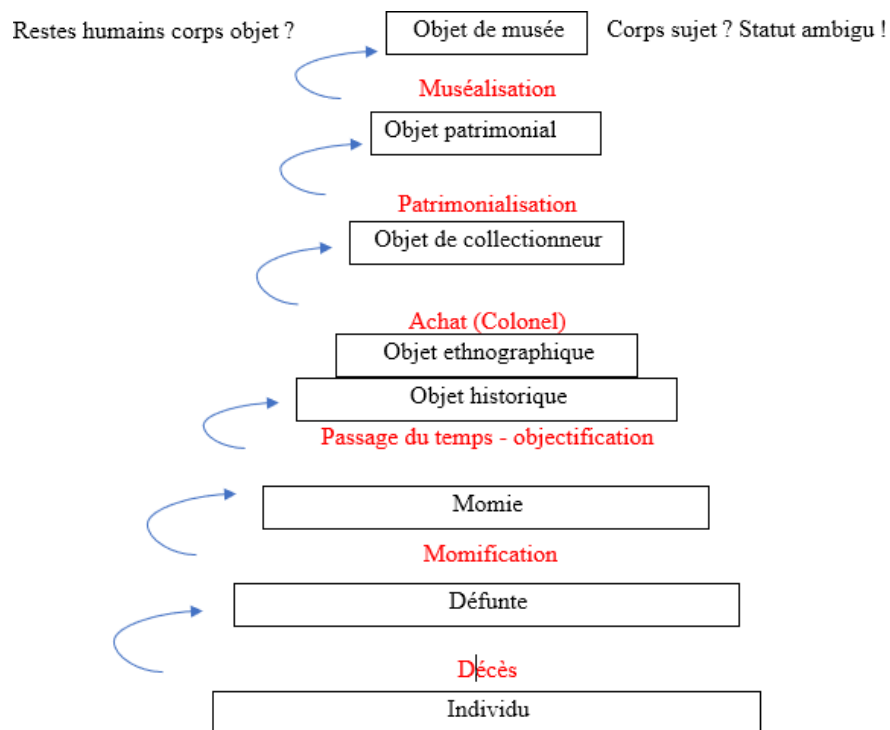 Restes humains corps objet ?
Objet de musée
Corps sujet ? Statut ambigu !
Muséalisation
Objet patrimonial
Patrimonialisation
Objet de collectionneur
Achat (Colonel)
Objet ethnographique
Objet historique
Passage du temps - objectification
Momie
Momification
Défunte
Décès
Individu